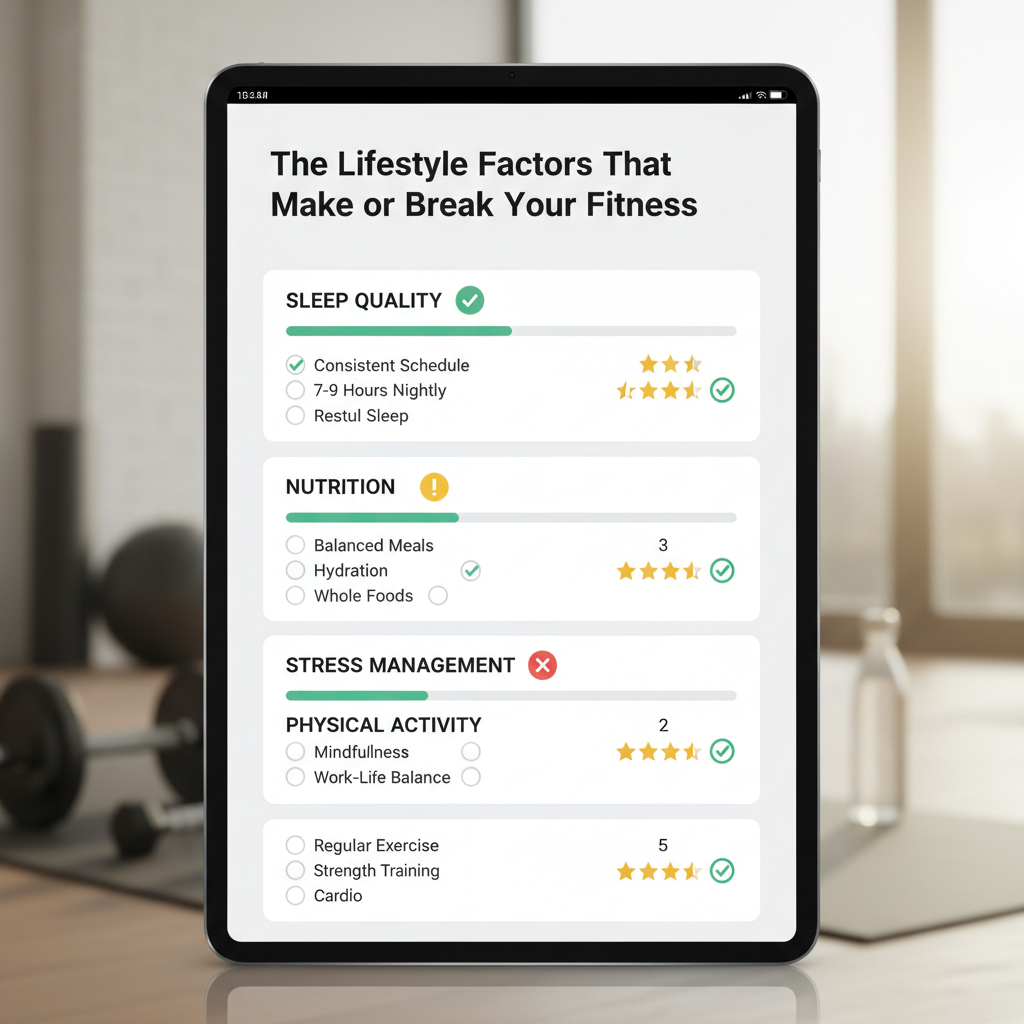 The Lifestyle Factors That
Make or Break Your Fitness
SLEEP QUALITY
Consistent Schedule
7-9 Hours Nightly
Restul Sleep
NUTRITION
Balanced Meals 3
Hydration
Whole Foods
STRESS MANAGEMENT
PHYSICAL ACTIVITY 2
Mindfullness
Work-Life Balance
Regular Exercise 5
Strength Training
Cardio